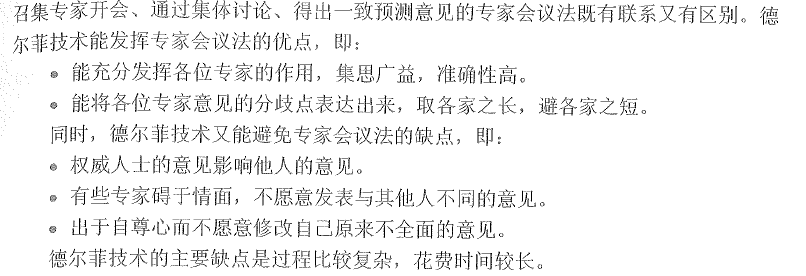 召集专家开会、通过集体讨论、得出一致预测意见的专家会议法既有联系又有区别。德
尔菲技术能发挥专家会议法的优点，即：
• 能充分发挥各位专家的作用，集思广益，准确性高。
• 能将各位专家意见的分歧点表达出来，取各家之长，避各家之短。
同时，德尔菲技术又能避免专家会议法的缺点，即：
• 权威人士的意见影响他人的意见。
• 有些专家碍于情面，不愿意发表与其他人不同的意见。
• 出于自尊心而不愿意修改自己原来不全面的意见。
德尔菲技术的主要缺点是过程比较复杂，花费时间较长。